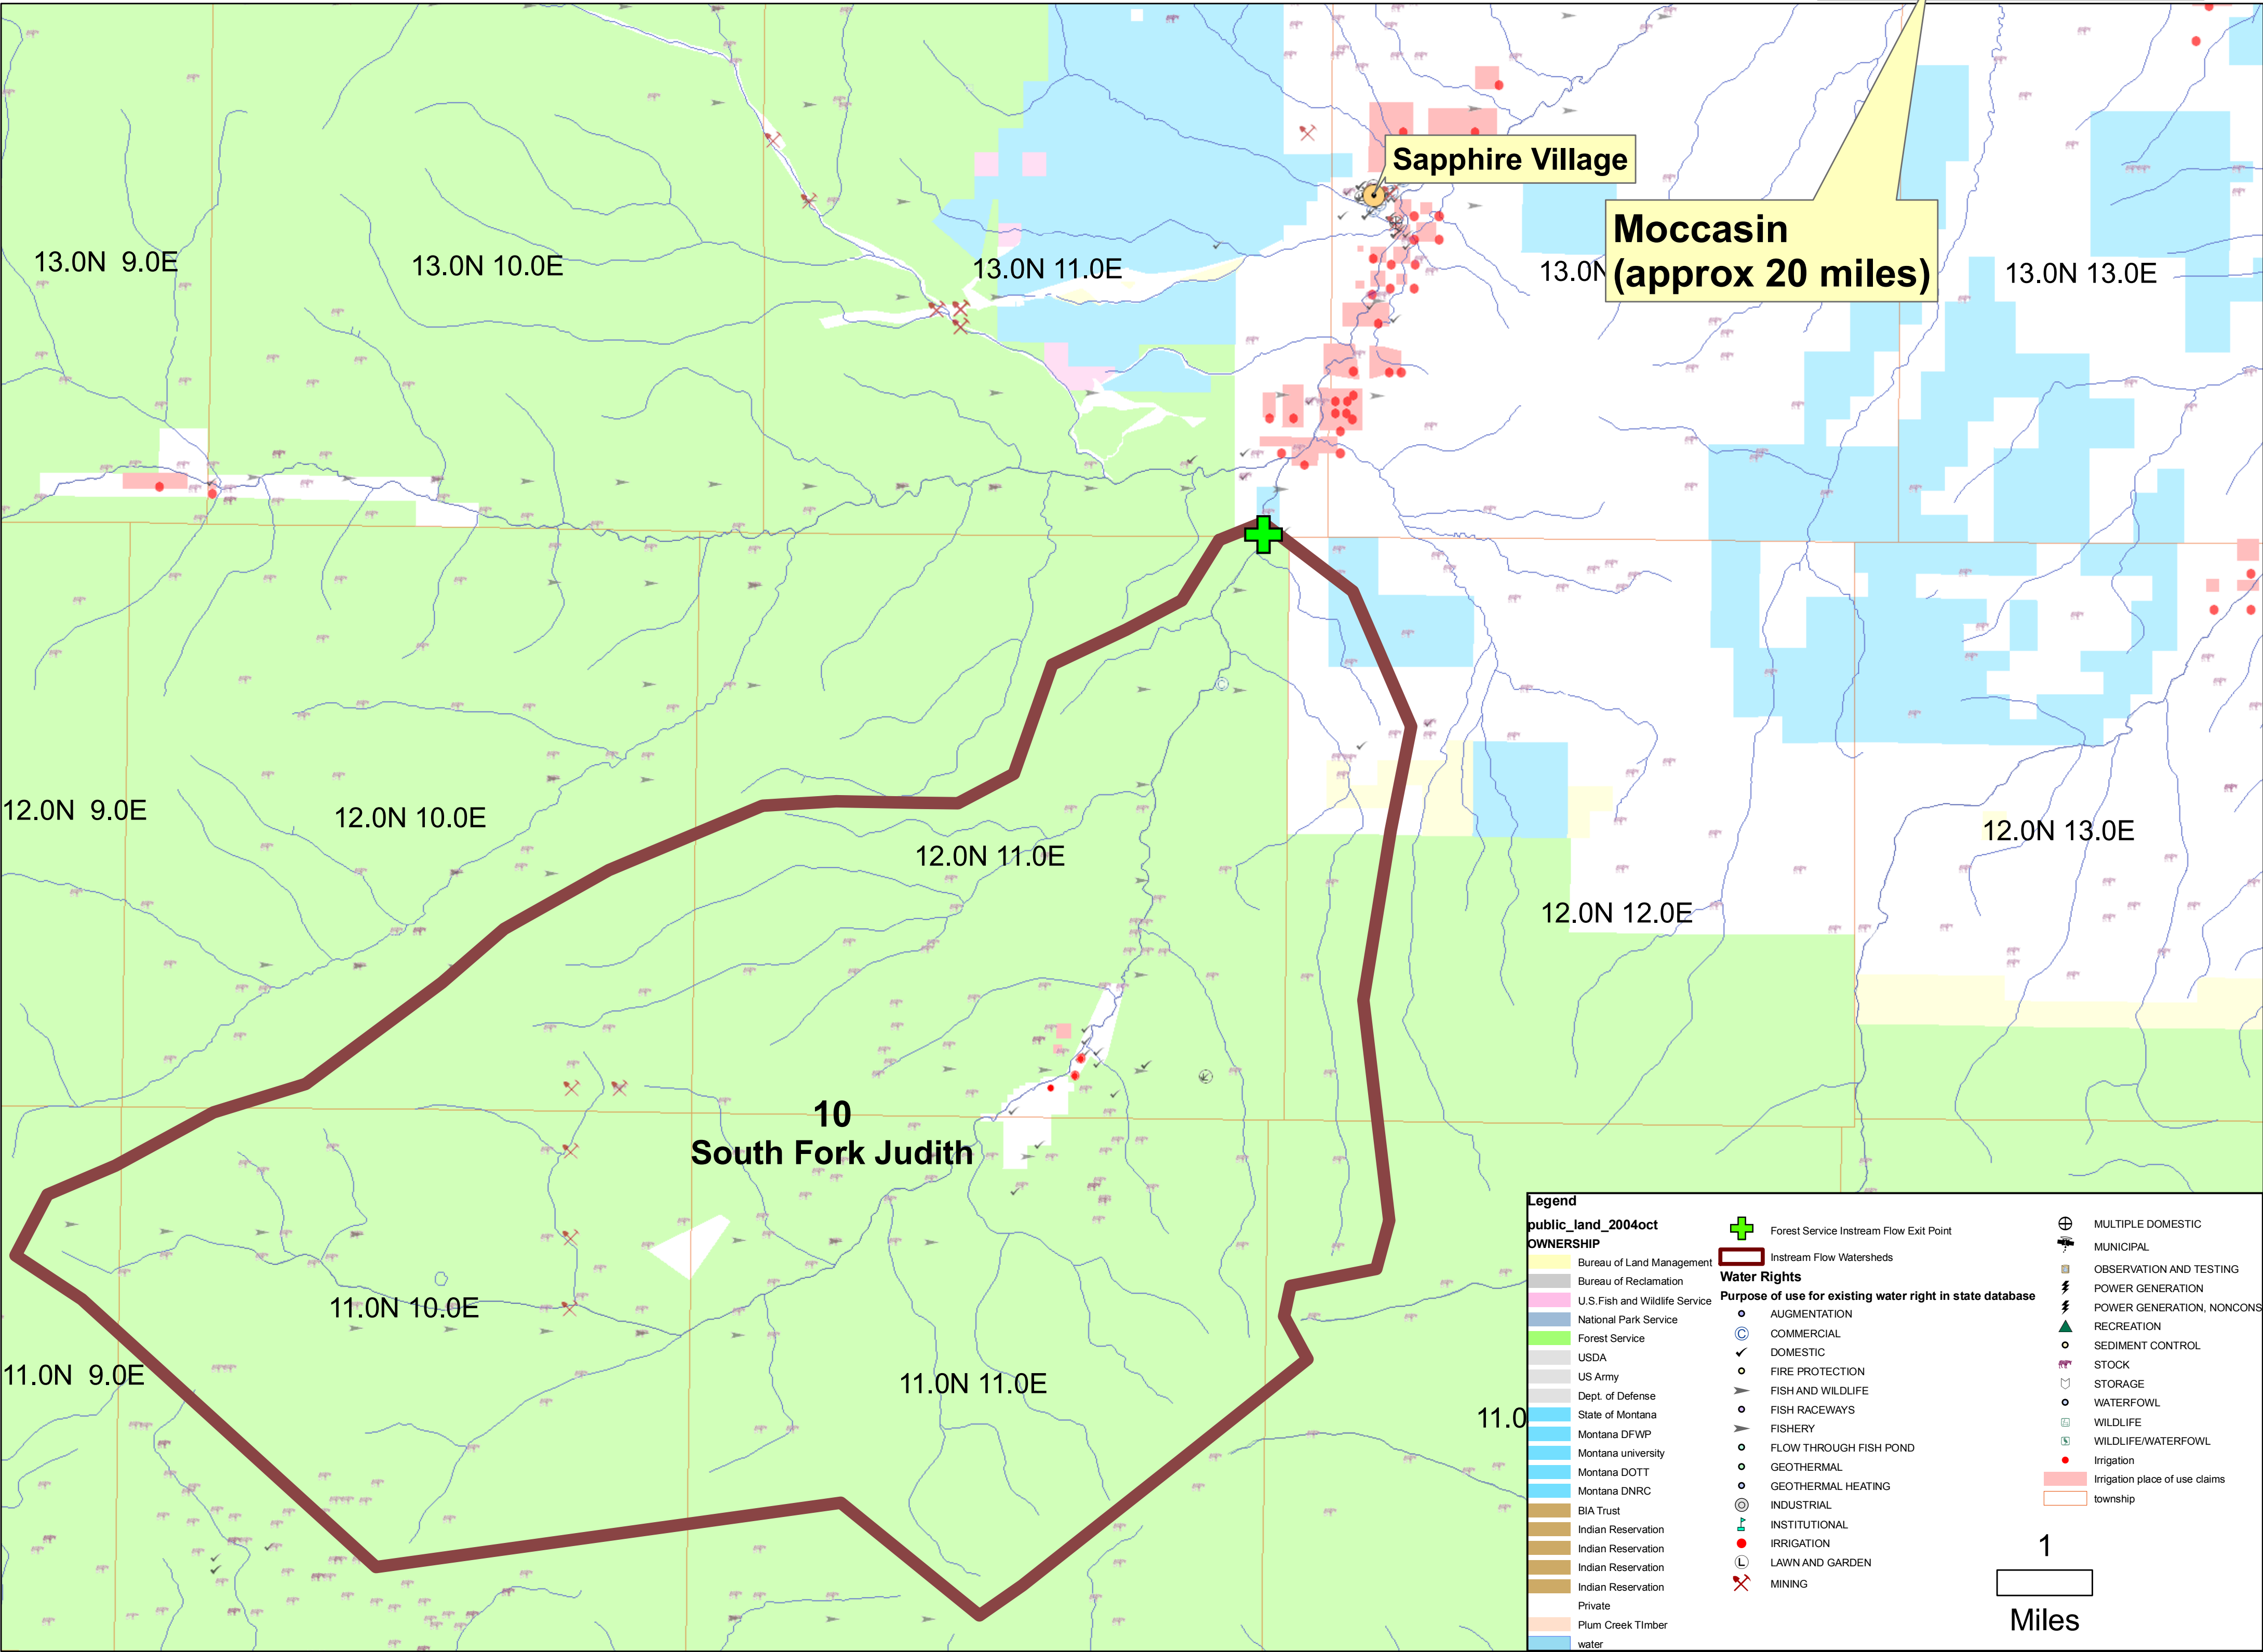 Sapphire Village
Moccasin
(approx 20 miles)
13.0N 9.0E
13.0N 10.0E
13.0N 11.0E
13.0N
13.0N 13.0E
12.0N 9.0E
12.0N 10.0E
12.0N 11.0E
12.0N 12.0E
12.0N 13.0E
10
South Fork Judith
11.0N 9.0E
11.0N 10.0E
11.0N 11.0E
11.0
Legend
public_land_2004oct
OWNERSHIP
Bureau of Land Management
Bureau of Reclamation
U.S.Fish and Wildlife Service
National Park Service
Forest Service
USDA
US Army
Dept. of Defense
State of Montana
Montana DFWP
Montana university
Montana DOTT
Montana DNRC
BIA Trust
Indian Reservation
Indian Reservation
Indian Reservation
Indian Reservation
Private
Plum Creek TImber
water
Forest Service Instream Flow Exit Point
Instream Flow Watersheds
Water Rights
Purpose of use for existing water right in state database
AUGMENTATION
C COMMERCIAL
DOMESTIC
FIRE PROTECTION
FISH AND WILDLIFE
FISH RACEWAYS
FISHERY
FLOW THROUGH FISH POND
GEOTHERMAL
GEOTHERMAL HEATING
INDUSTRIAL
INSTITUTIONAL
IRRIGATION
L LAWN AND GARDEN
MINING
MULTIPLE DOMESTIC
MUNICIPAL
OBSERVATION AND TESTING
POWER GENERATION
POWER GENERATION, NONCONS
RECREATION
SEDIMENT CONTROL
STOCK
STORAGE
WATERFOWL
WILDLIFE
WILDLIFE/WATERFOWL
Irrigation
Irrigation place of use claims
township
1
Miles